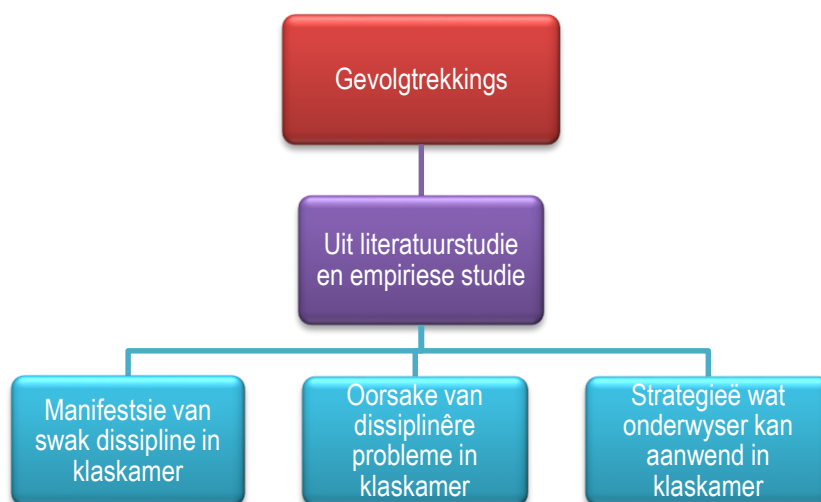 Gevolgtrekkings
Uit literatuurstudie
en empiriese studie
Manifestsie van
swak dissipline in
klaskamer
Oorsake van
dissiplinêre
probleme in
klaskamer
Strategieë wat
onderwyser kan
aanwend in
klaskamer